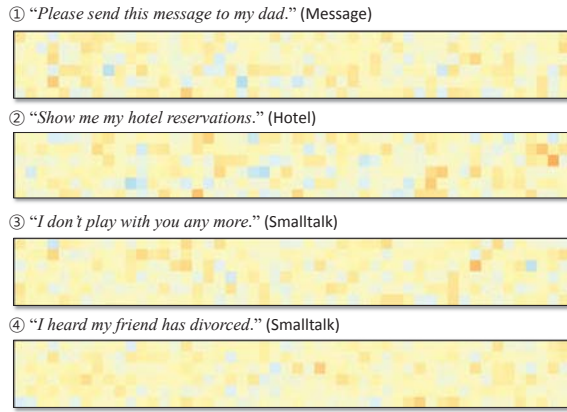 ① “Please send this message to my dad.” (Message)
② “Show me my hotel reservations.” (Hotel)
③ “I don’t play with you any more.” (Smalltalk)
④ “I heard my friend has divorced.” (Smalltalk)